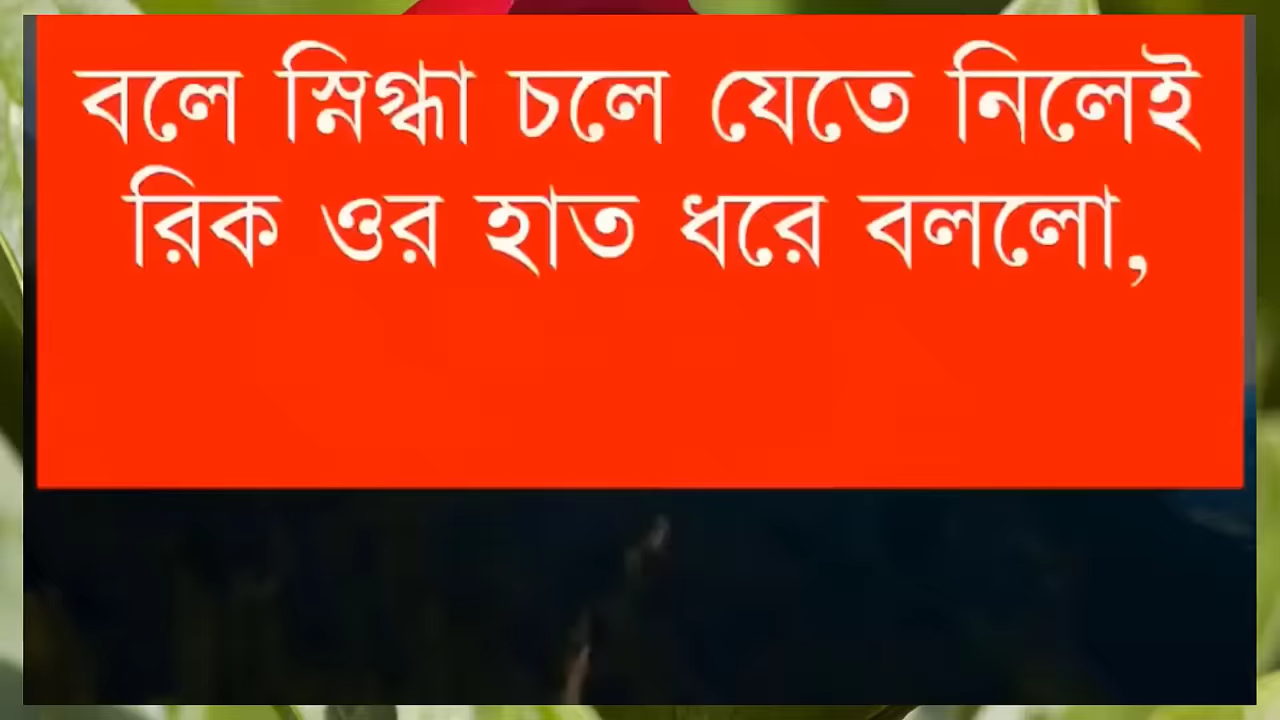 বলে স্নিগ্ধা চলে যেতে নিলেই
রিক ওর হাত ধরে বললো,